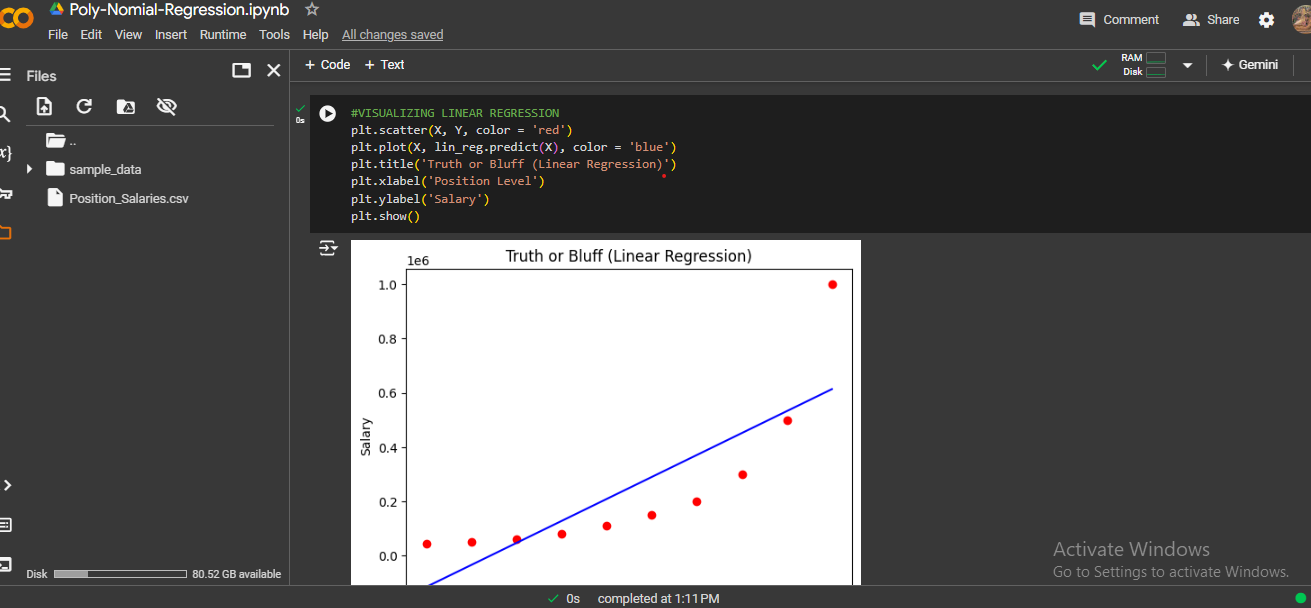 Poly-Nomial-Regression.ipynb
Comment
Share
File Edit View Insert Runtime Tools Help All changes saved
Files
+ Code + Text
RAM
Disk
Gemini
..
sample_data
Position_Salaries.csv
0s
#VISUALIZING LINEAR REGRESSION
plt.scatter(X, Y, color = 'red')
plt.plot(X, lin_reg.predict(X), color = 'blue')
plt.title('Truth or Bluff (Linear Regression)')
plt.xlabel('Position Level')
plt.ylabel('Salary')
plt.show()
Truth or Bluff (Linear Regression)
1e6
1.0
0.8
0.6
0.4
0.2
0.0
Salary
Disk
80.52 GB available
Activate Windows
Go to Settings to activate Windows.
0s completed at 1:11 PM